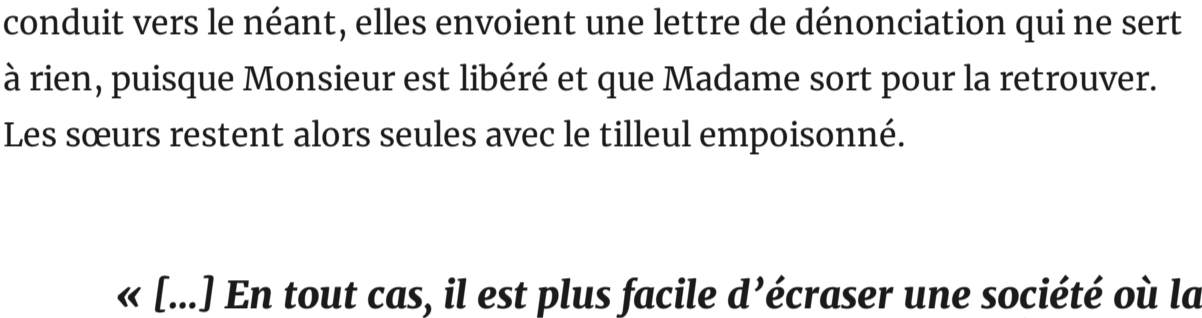 conduit vers le néant, elles envoient une lettre de dénonciation qui ne sert
à rien, puisque Monsieur est libéré et que Madame sort pour la retrouver.
Les sœurs restent alors seules avec le tilleul empoisonné.
« [...] En tout cas, il est plus facile d’écraser une société où la